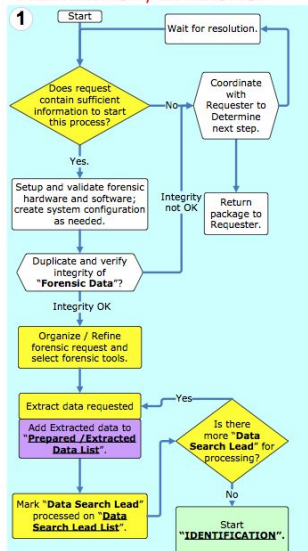 1
Start
Wait for resolution.
Does request
contain sufficient
information to start
this process?
No
Coordinate
with
Requester to
Determine
next step.
Yes.
Setup and validate forensic
hardware and software;
create system configuration
as needed.
Integrity
not OK
Return
package to
Requester.
Duplicate and verify
integrity of
"Forensic Data"?
Integrity OK
Organize / Refine
forensic request and
select forensic tools.
Extract data requested
Yes
Add Extracted data to
"Prepared /Extracted
Data List".
Is there
more "Data
Search Lead" for
processing?
Mark "Data Search Lead"
processed on "Data
Search Lead List".
No
Start
"IDENTIFICATION".